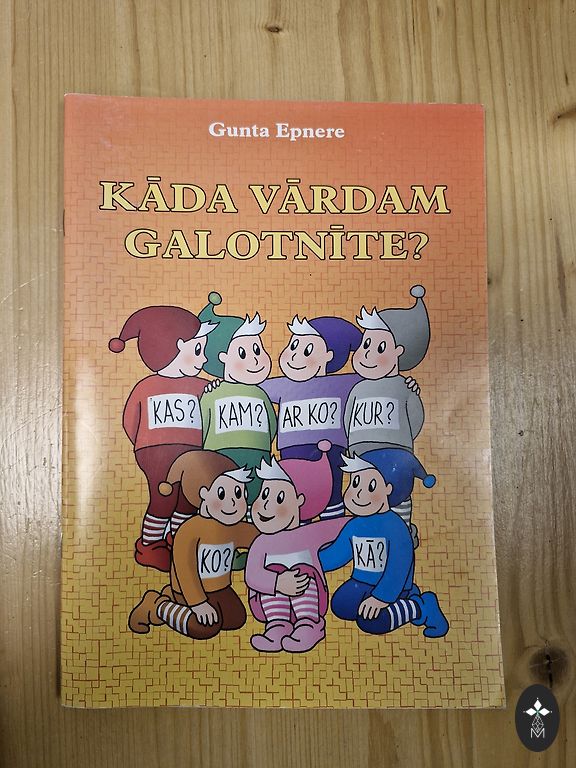 Gunta Epnere
KĀDA VĀRDAM
GALOTNĪTE?
KAS?
KAM?
AR KO?
KUR?
KO?
KĀ?
M